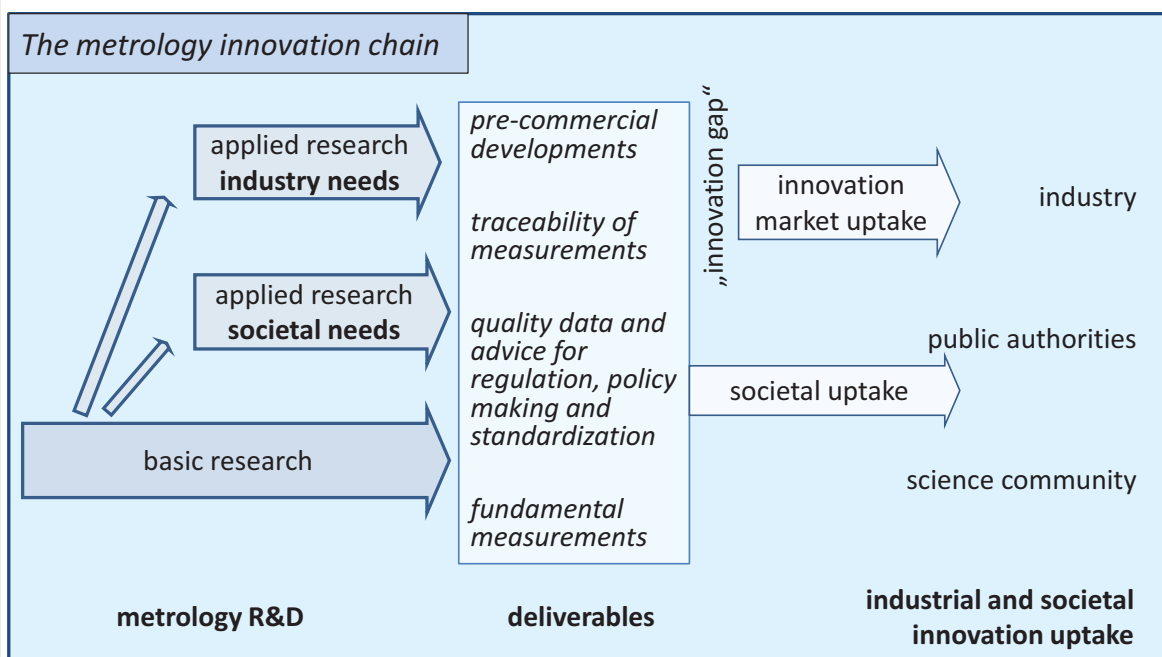 The metrology innovation chain
applied research
industry needs
applied research
societal needs
basic research
metrology R&D
pre-commercial
developments
traceability of
measurements
quality data and
advice for
regulation, policy
making and
standardization
fundamental
measurements
deliverables
„innovation gap“
innovation
market uptake
societal uptake
industry
public authorities
science community
industrial and societal
innovation uptake